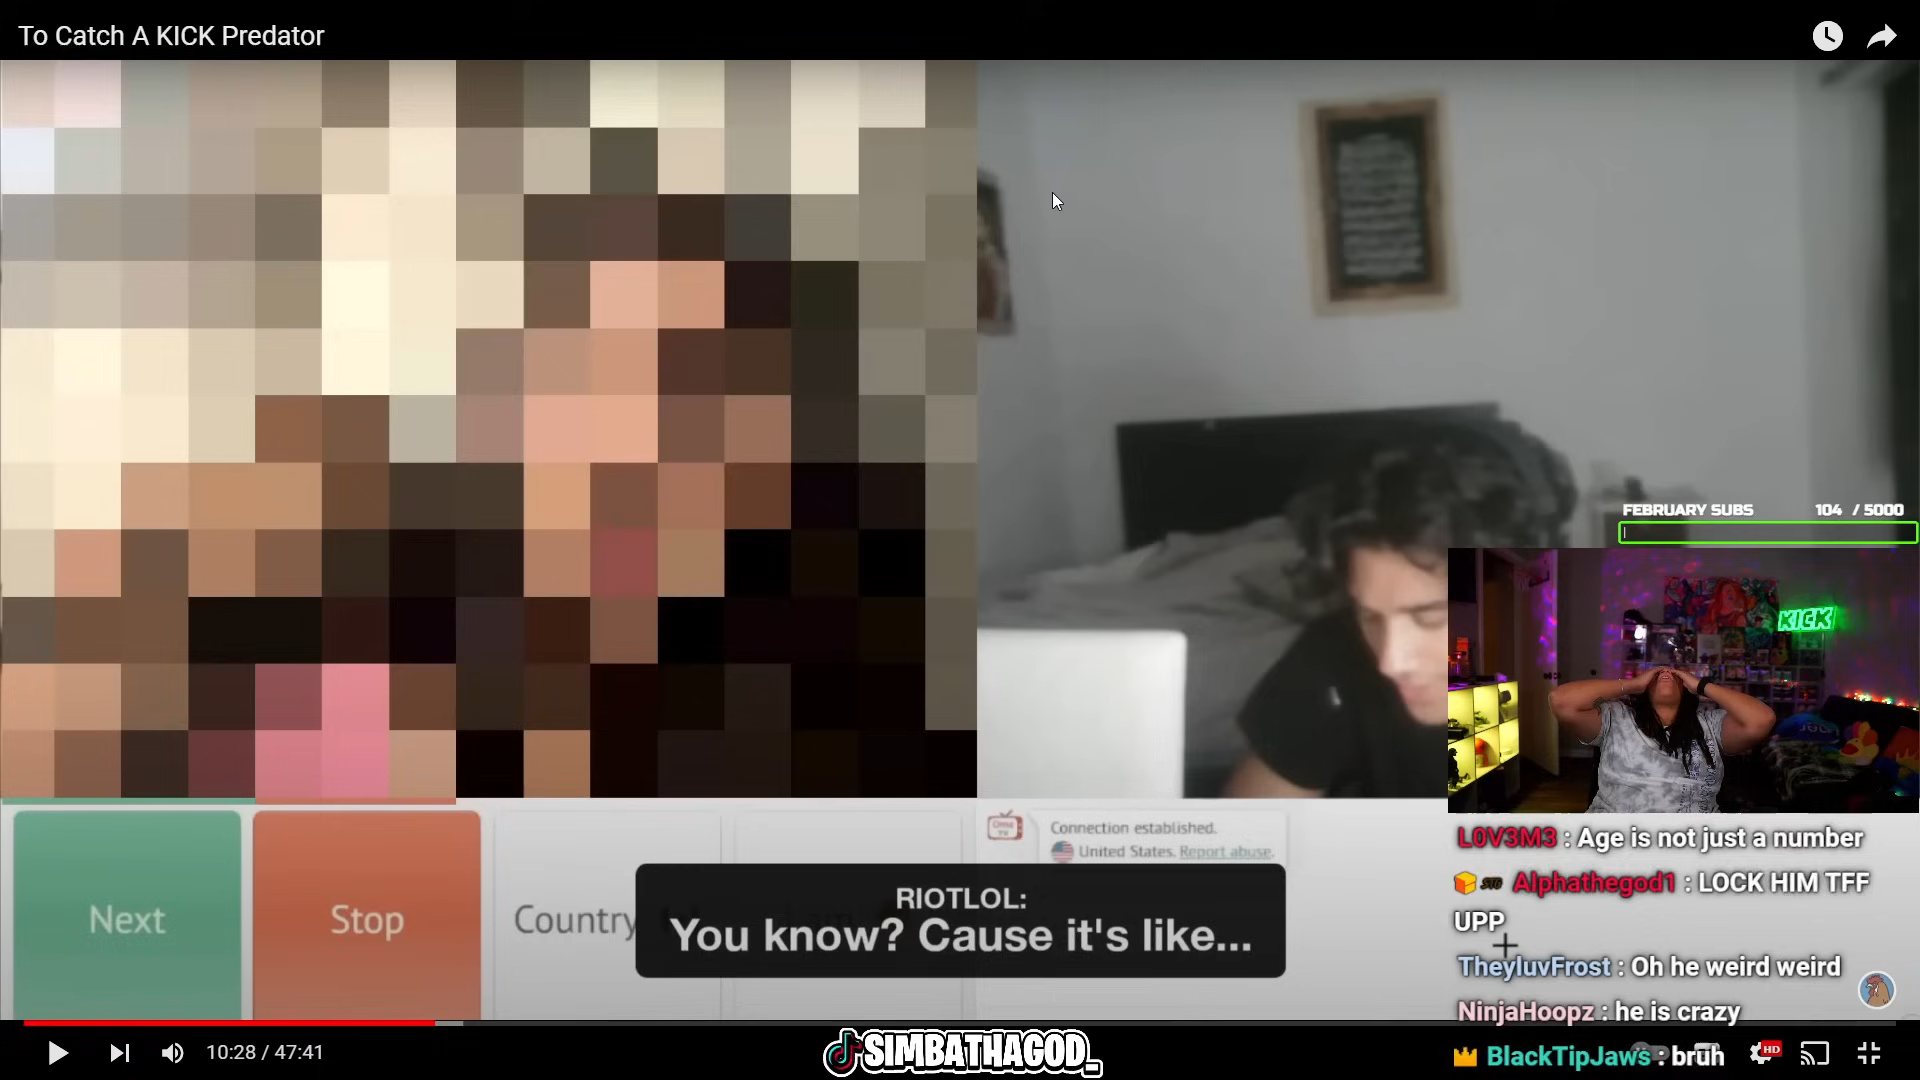 To Catch A KICK Predator
FEBRUARY SUBS 104 / 5000
KICK
Connection established.
United States. Report abuse.
Next
Stop
Country
RIOTLOL:
You know? Cause it's like...
L0V3M3 : Age is not just a number
Alphathegod1 : LOCK HIM TFF
UPP
TheyluvFrost : Oh he weird weird
NinjaHoopz : he is crazy
BlackTipJaws : bruh
10:28 / 47:41
SIMBATHAGOD_
HD